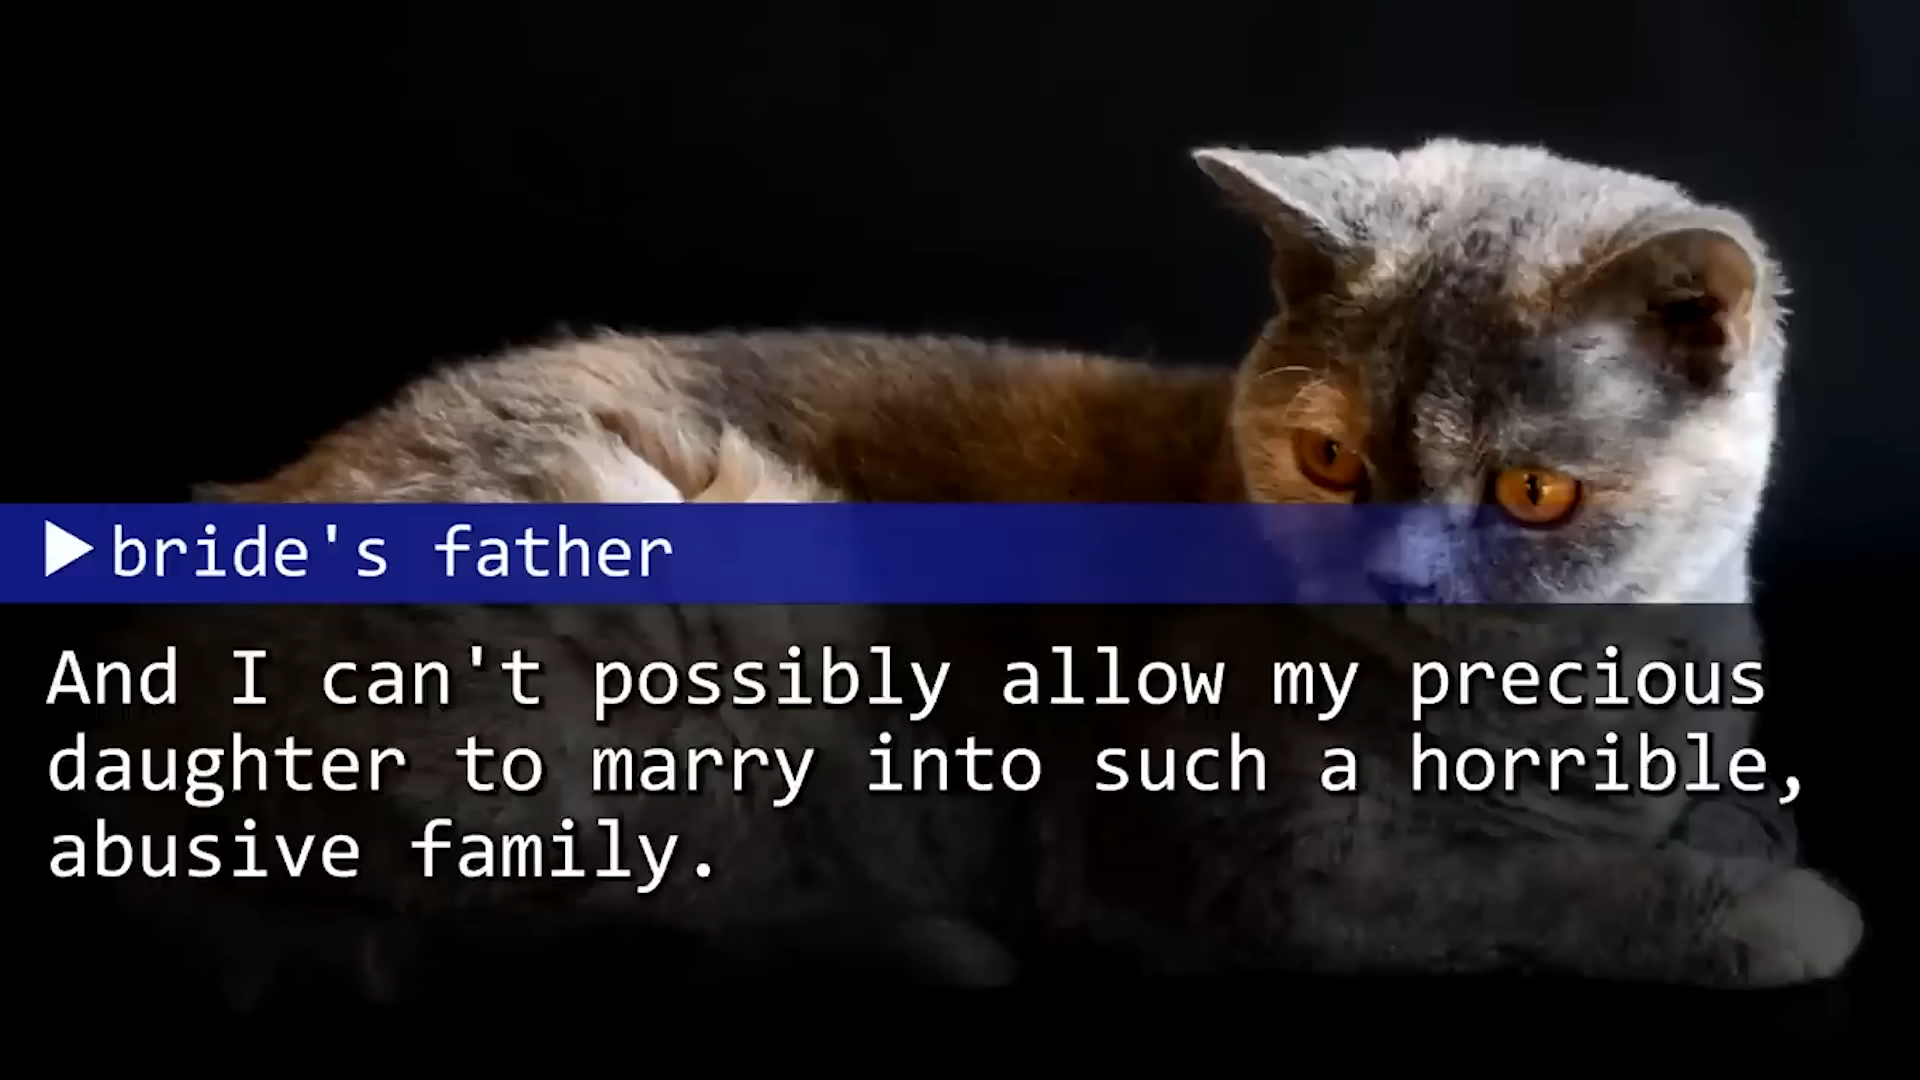 ▶bride's father
And I can't possibly allow my precious
daughter to marry into such a horrible,
abusive family.